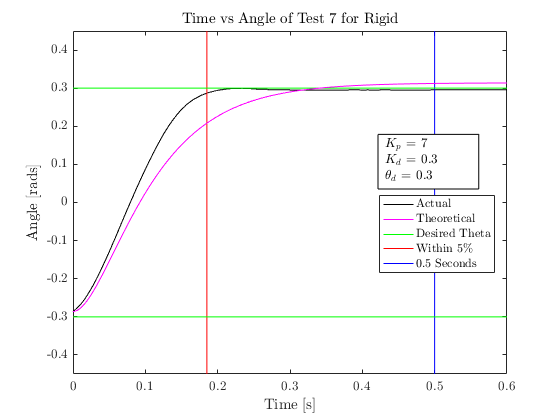 Time vs Angle of Test 7 for Rigid
Angle [rads]
0.4
0.3
0.2
0.1
0
-0.1
-0.2
-0.3
-0.4
K_p = 7
K_d = 0.3
θ_d = 0.3
Actual
Theoretical
Desired Theta
Within 5%
0.5 Seconds
0 0.1 0.2 0.3 0.4 0.5 0.6
Time [s]